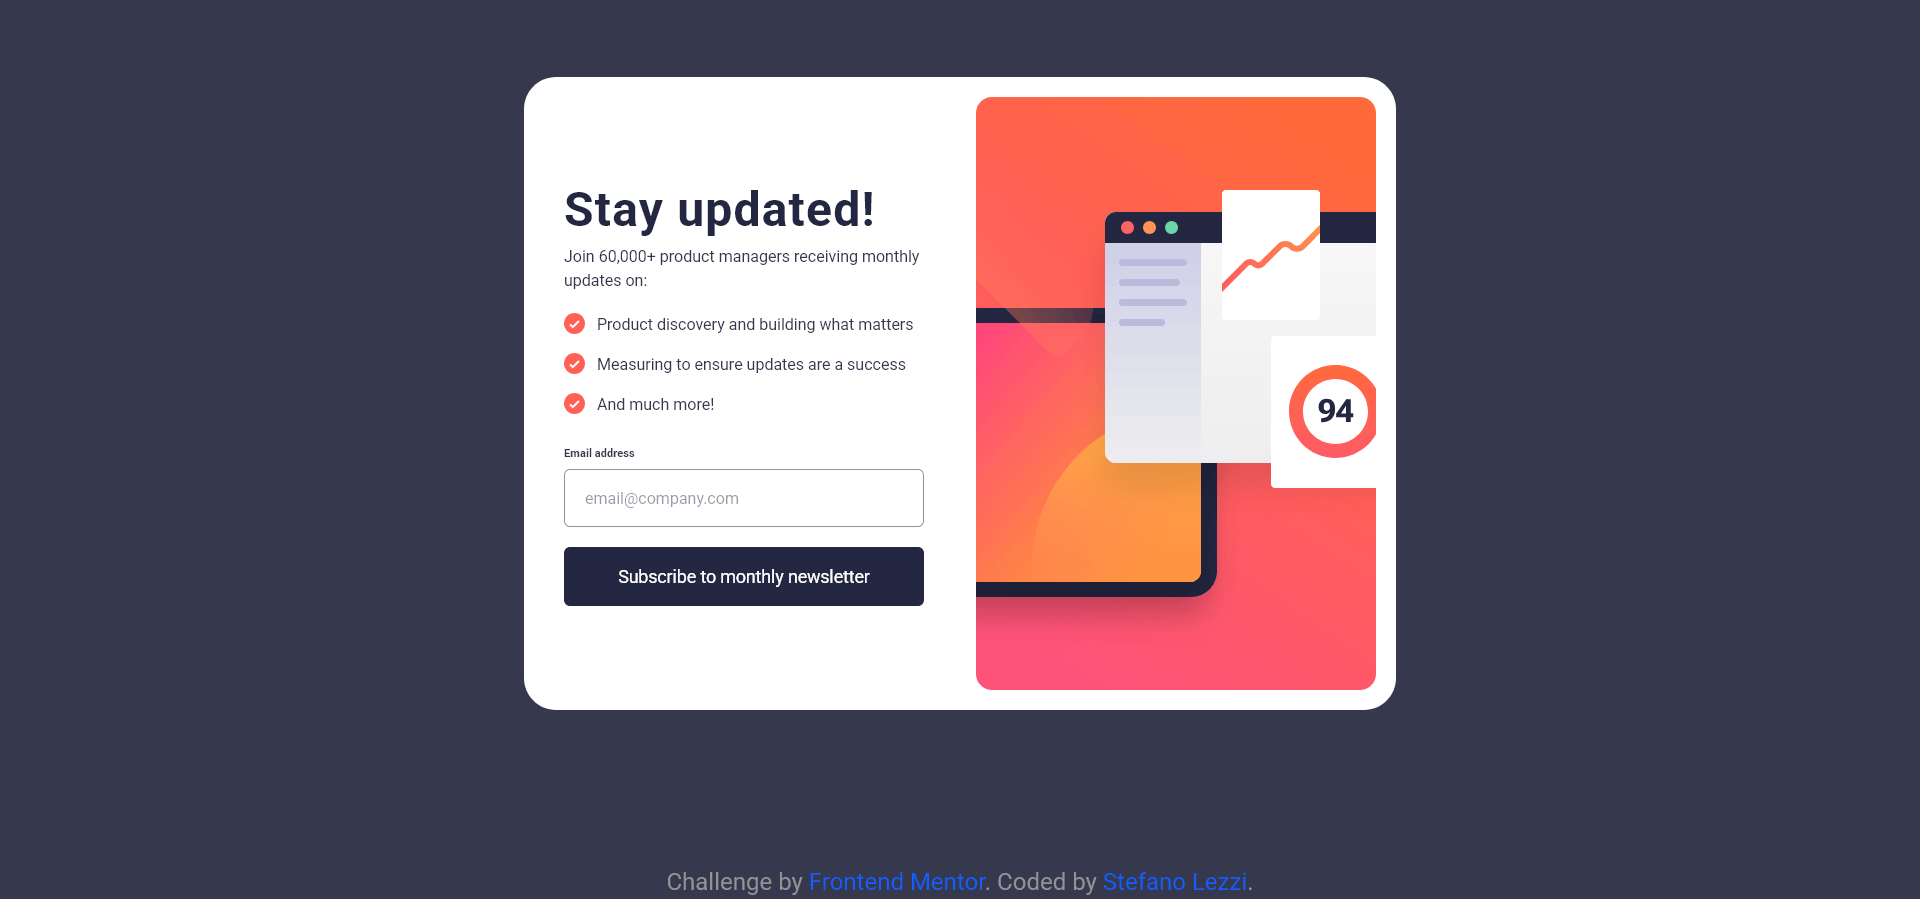 Stay updated!
Join 60,000+ product managers receiving monthly
updates on:
Product discovery and building what matters
Measuring to ensure updates are a success
And much more!
Email address
email@company.com
Subscribe to monthly newsletter
94
Challenge by Frontend Mentor. Coded by Stefano Lezzi.